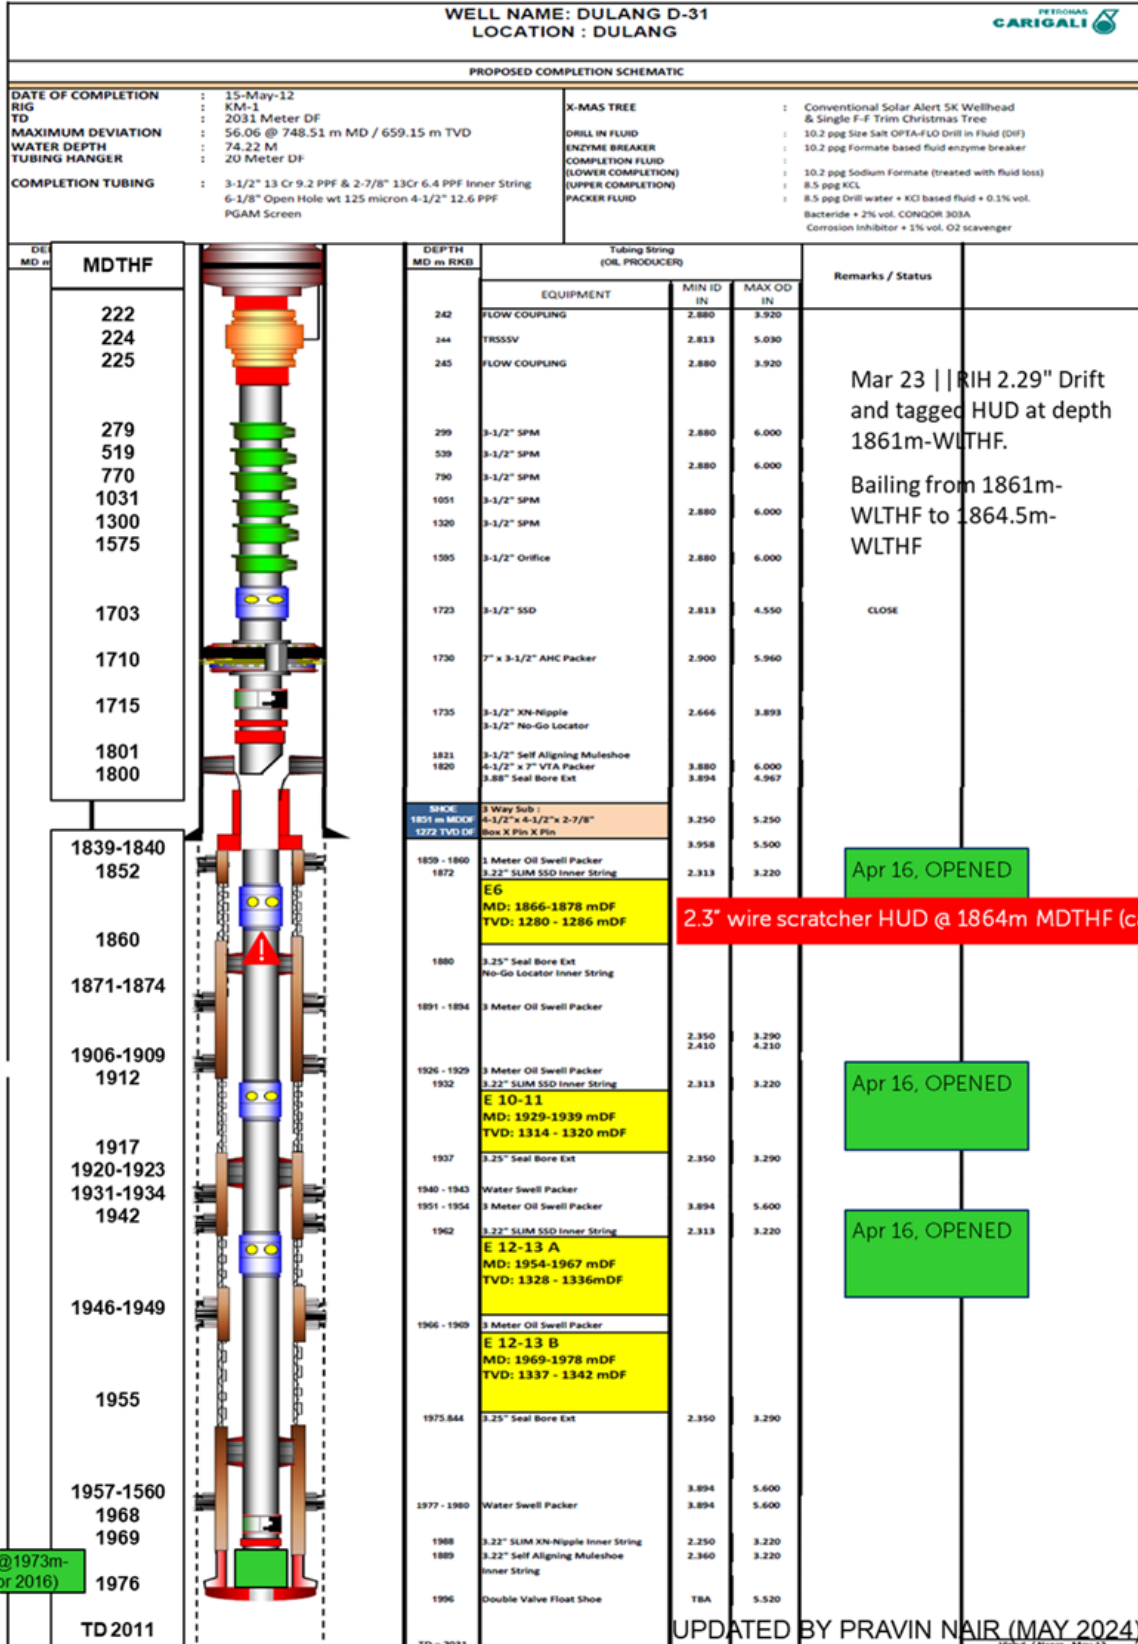 WELL NAME: DULANG D-31
LOCATION : DULANG
PETRONAS
CARIGALI
PROPOSED COMPLETION SCHEMATIC
DATE OF COMPLETION : 15-May-12
RIG : KM-1
TD : 2031 Meter DF
MAXIMUM DEVIATION : 56.06 @ 748.51 m MD / 659.15 m TVD
WATER DEPTH : 74.22 M
TUBING HANGER : 20 Meter DF
COMPLETION TUBING : 3-1/2" 13 Cr 9.2 PPF & 2-7/8" 13Cr 6.4 PPF Inner String
6-1/8" Open Hole wt 125 micron 4-1/2" 12.6 PPF
PGAM Screen
X-MAS TREE : Conventional Solar Alert 5K Wellhead
& Single F-F Trim Christmas Tree
DRILL IN FLUID : 10.2 ppg Size Salt OPTA-FLO Drill in Fluid (DIF)
ENZYME BREAKER : 10.2 ppg Formate based fluid enzyme breaker
COMPLETION FLUID :
(LOWER COMPLETION) : 10.2 ppg Sodium Formate (treated with fluid loss)
(UPPER COMPLETION) : 8.5 ppg KCL
PACKER FLUID : 8.5 ppg Drill water + KCl based fluid + 0.1% vol.
Bactericide + 2% vol. CONQOR 303A
Corrosion Inhibitor + 1% vol. O2 scavenger
DE
MD m
MDTHF
DEPTH
MD m RKB
Tubing String
(OIL PRODUCER)
EQUIPMENT
MIN ID
IN
MAX OD
IN
Remarks / Status
222
242 FLOW COUPLING 2.880 3.920
224
244 TRSSSV 2.813 5.030
225
245 FLOW COUPLING 2.880 3.920
Mar 23 ||RIH 2.29" Drift
and tagged HUD at depth
1861m-WLTHF.
Bailing from 1861m-
WLTHF to 1864.5m-
WLTHF
279
299 3-1/2" SPM 2.880 6.000
519
539 3-1/2" SPM
2.880 6.000
770
790 3-1/2" SPM
1031
1051 3-1/2" SPM
2.880 6.000
1300
1320 3-1/2" SPM
1575
1595 3-1/2" Orifice 2.880 6.000
1703
1723 3-1/2" SSD 2.813 4.550 CLOSE
1710
1730 7" x 3-1/2" AHC Packer 2.900 5.960
1715
1735 3-1/2" XN-Nipple 2.666 3.893
3-1/2" No-Go Locator
1801
1821 3-1/2" Self Aligning Muleshoe
1800
1820 4-1/2" x 7" VTA Packer 3.880 6.000
3.88" Seal Bore Ext 3.894 4.967
SHOE
1851 m MDDF
1272 TVD DF
3 Way Sub :
4-1/2"x 4-1/2"x 2-7/8"
Box X Pin X Pin
3.250 5.250
3.958 5.500
1839-1840
1859 - 1860 1 Meter Oil Swell Packer
1852
1872 3.22" SLIM SSD Inner String 2.313 3.220
Apr 16, OPENED
E6
MD: 1866-1878 mDF
TVD: 1280 - 1286 mDF
2.3" wire scratcher HUD @ 1864m MDTHF (c
1860
1880 3.25" Seal Bore Ext
No-Go Locator Inner String
1871-1874
1891 - 1894 3 Meter Oil Swell Packer
2.350 3.290
2.410 4.210
1906-1909
1926 - 1929 3 Meter Oil Swell Packer
1912
1932 3.22" SLIM SSD Inner String 2.313 3.220
Apr 16, OPENED
E 10-11
MD: 1929-1939 mDF
TVD: 1314 - 1320 mDF
1917
1937 3.25" Seal Bore Ext 2.350 3.290
1920-1923
1940 - 1943 Water Swell Packer
1931-1934
1951 - 1954 3 Meter Oil Swell Packer 3.894 5.600
1942
1962 3.22" SLIM SSD Inner String 2.313 3.220
Apr 16, OPENED
E 12-13 A
MD: 1954-1967 mDF
TVD: 1328 - 1336mDF
1946-1949
1966 - 1969 3 Meter Oil Swell Packer
E 12-13 B
MD: 1969-1978 mDF
TVD: 1337 - 1342 mDF
1955
1975.844 3.25" Seal Bore Ext 2.350 3.290
3.894 5.600
1957-1560
1977 - 1980 Water Swell Packer 3.894 5.600
1968
1988 3.22" SLIM XN-Nipple Inner String 2.250 3.220
1969
1889 3.22" Self Aligning Muleshoe 2.360 3.220
Inner String
@1973m-
or 2016)
1976
1996 Double Valve Float Shoe TBA 5.520
TD 2011
UPDATED BY PRAVIN NAIR (MAY 2024)